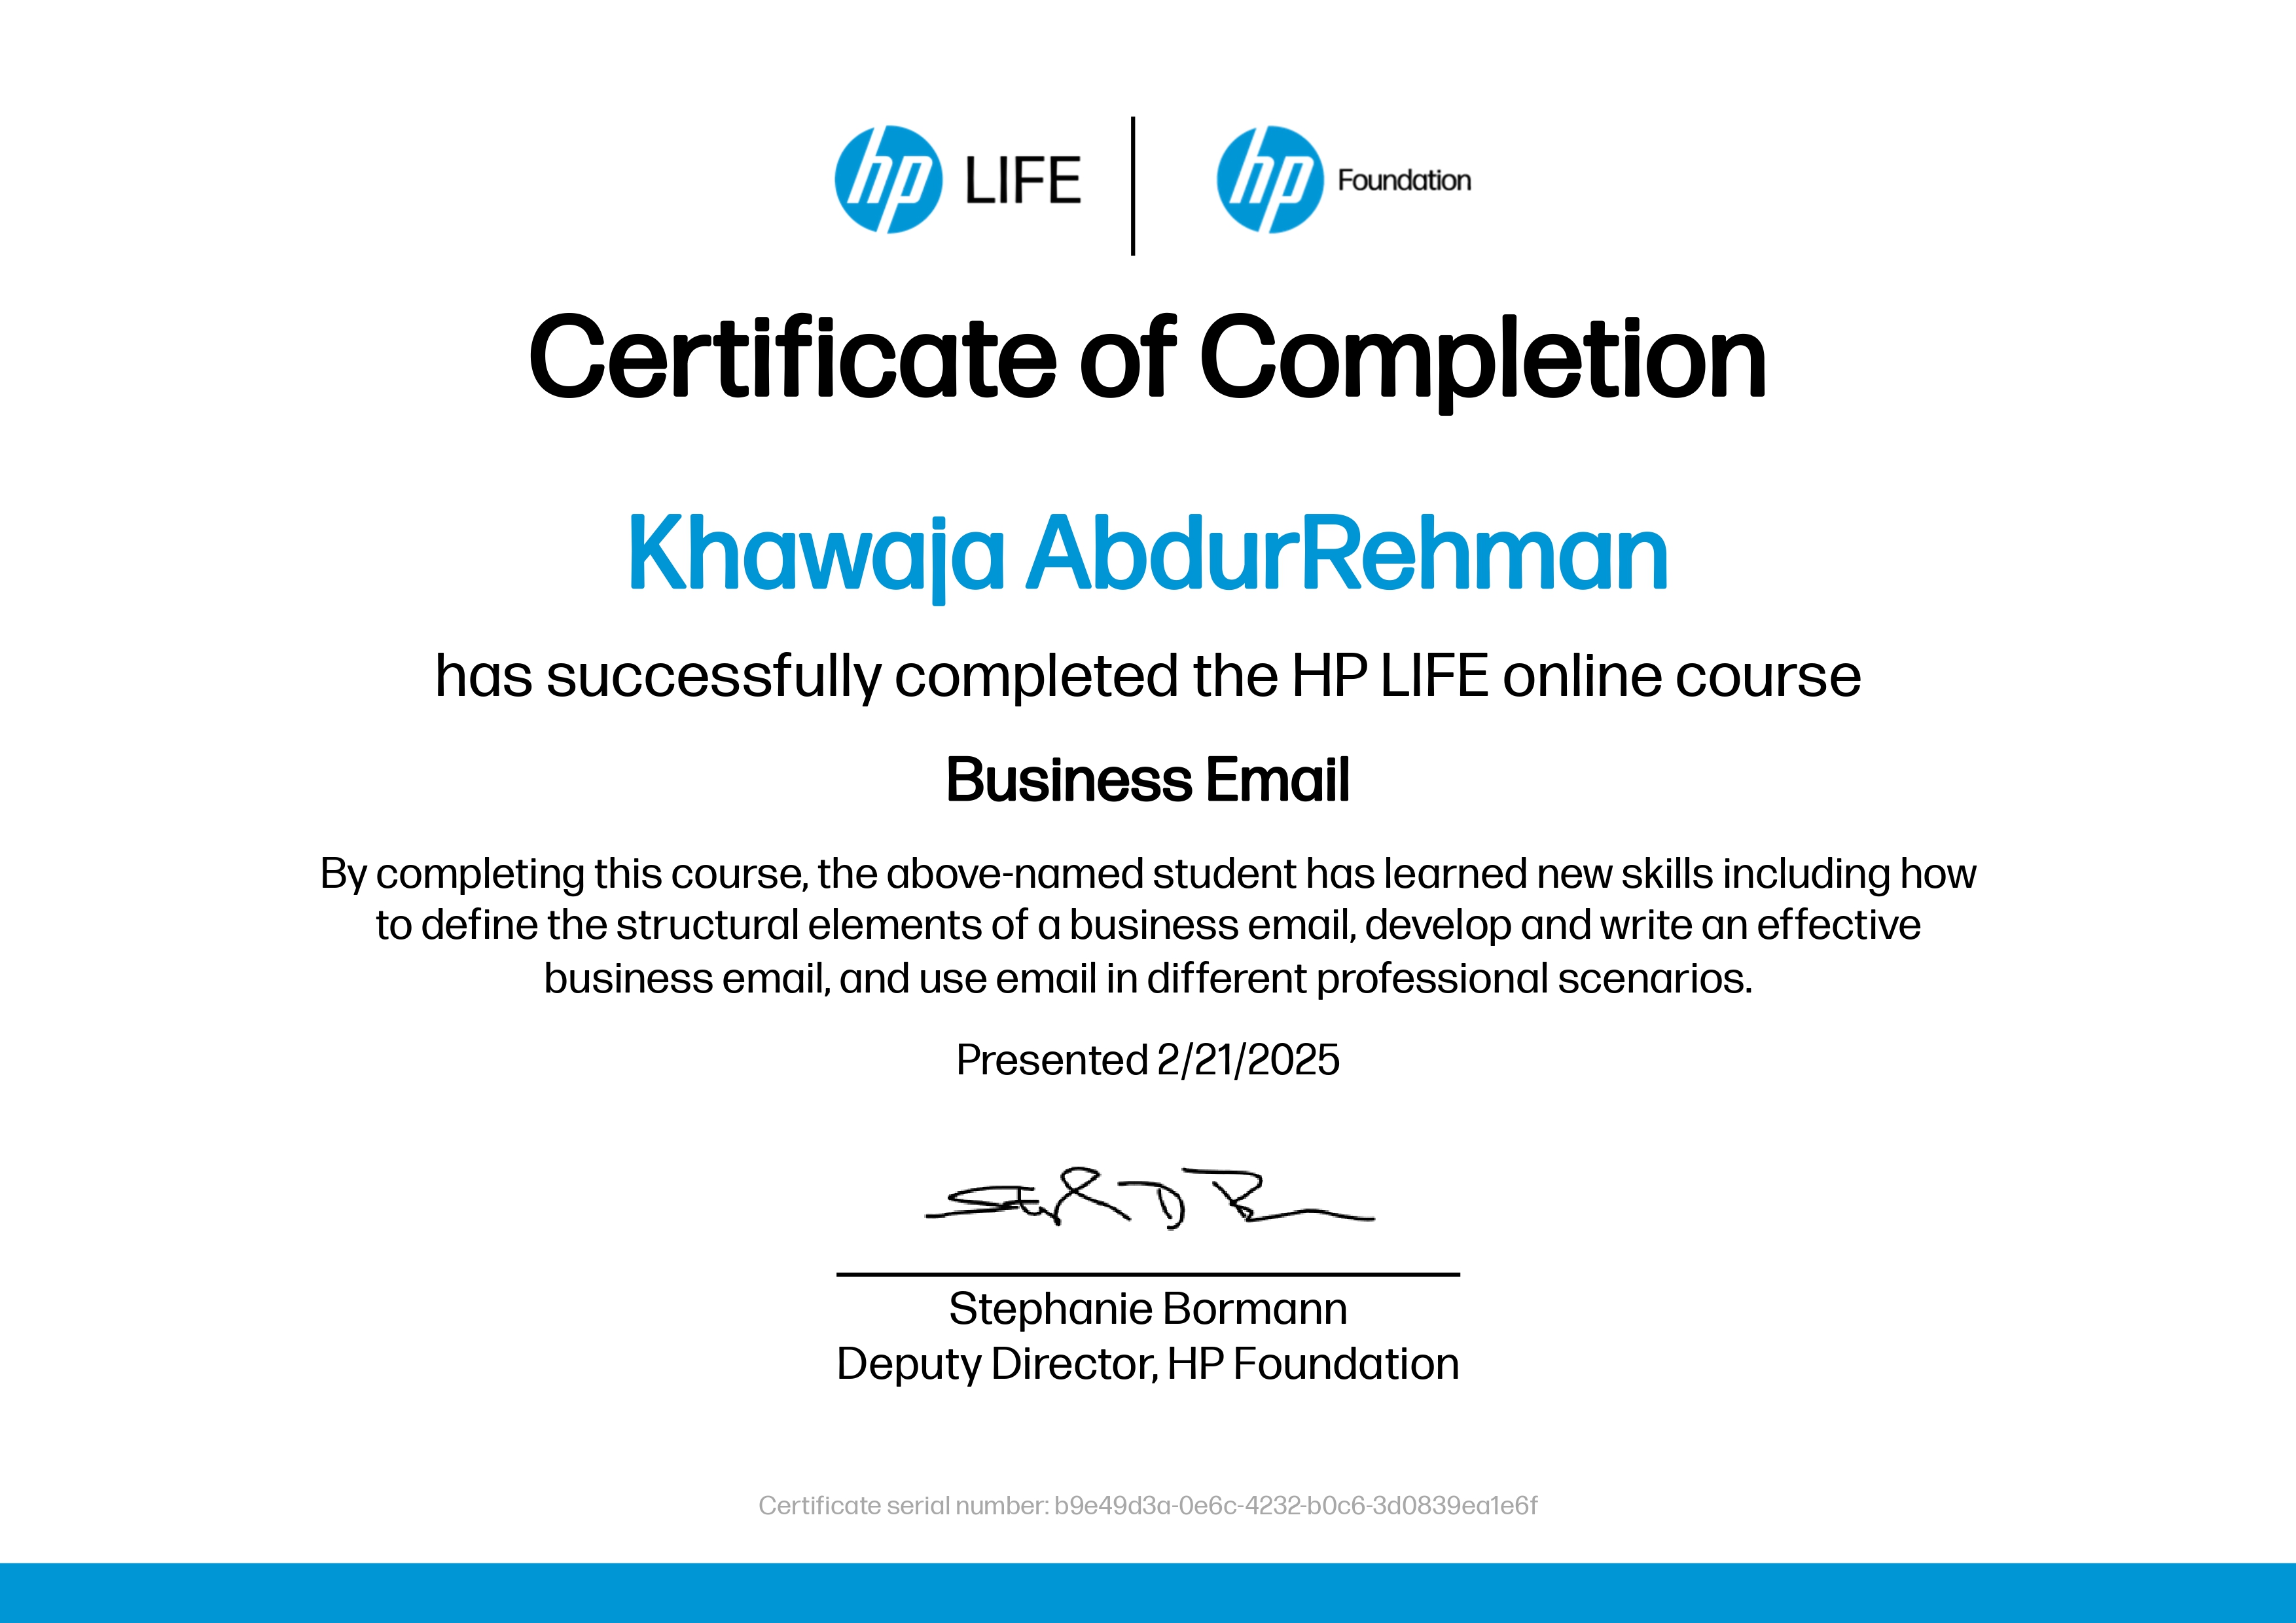 hp LIFE | hp Foundation
Certificate of Completion
Khawaja AbdurRehman
has successfully completed the HP LIFE online course
Business Email
By completing this course, the above-named student has learned new skills including how
to define the structural elements of a business email, develop and write an effective
business email, and use email in different professional scenarios.
Presented 2/21/2025
Stephanie Bormann
Deputy Director, HP Foundation
Certificate serial number: b9e49d3a-0e6c-4232-b0c6-3d0839ea1e6f